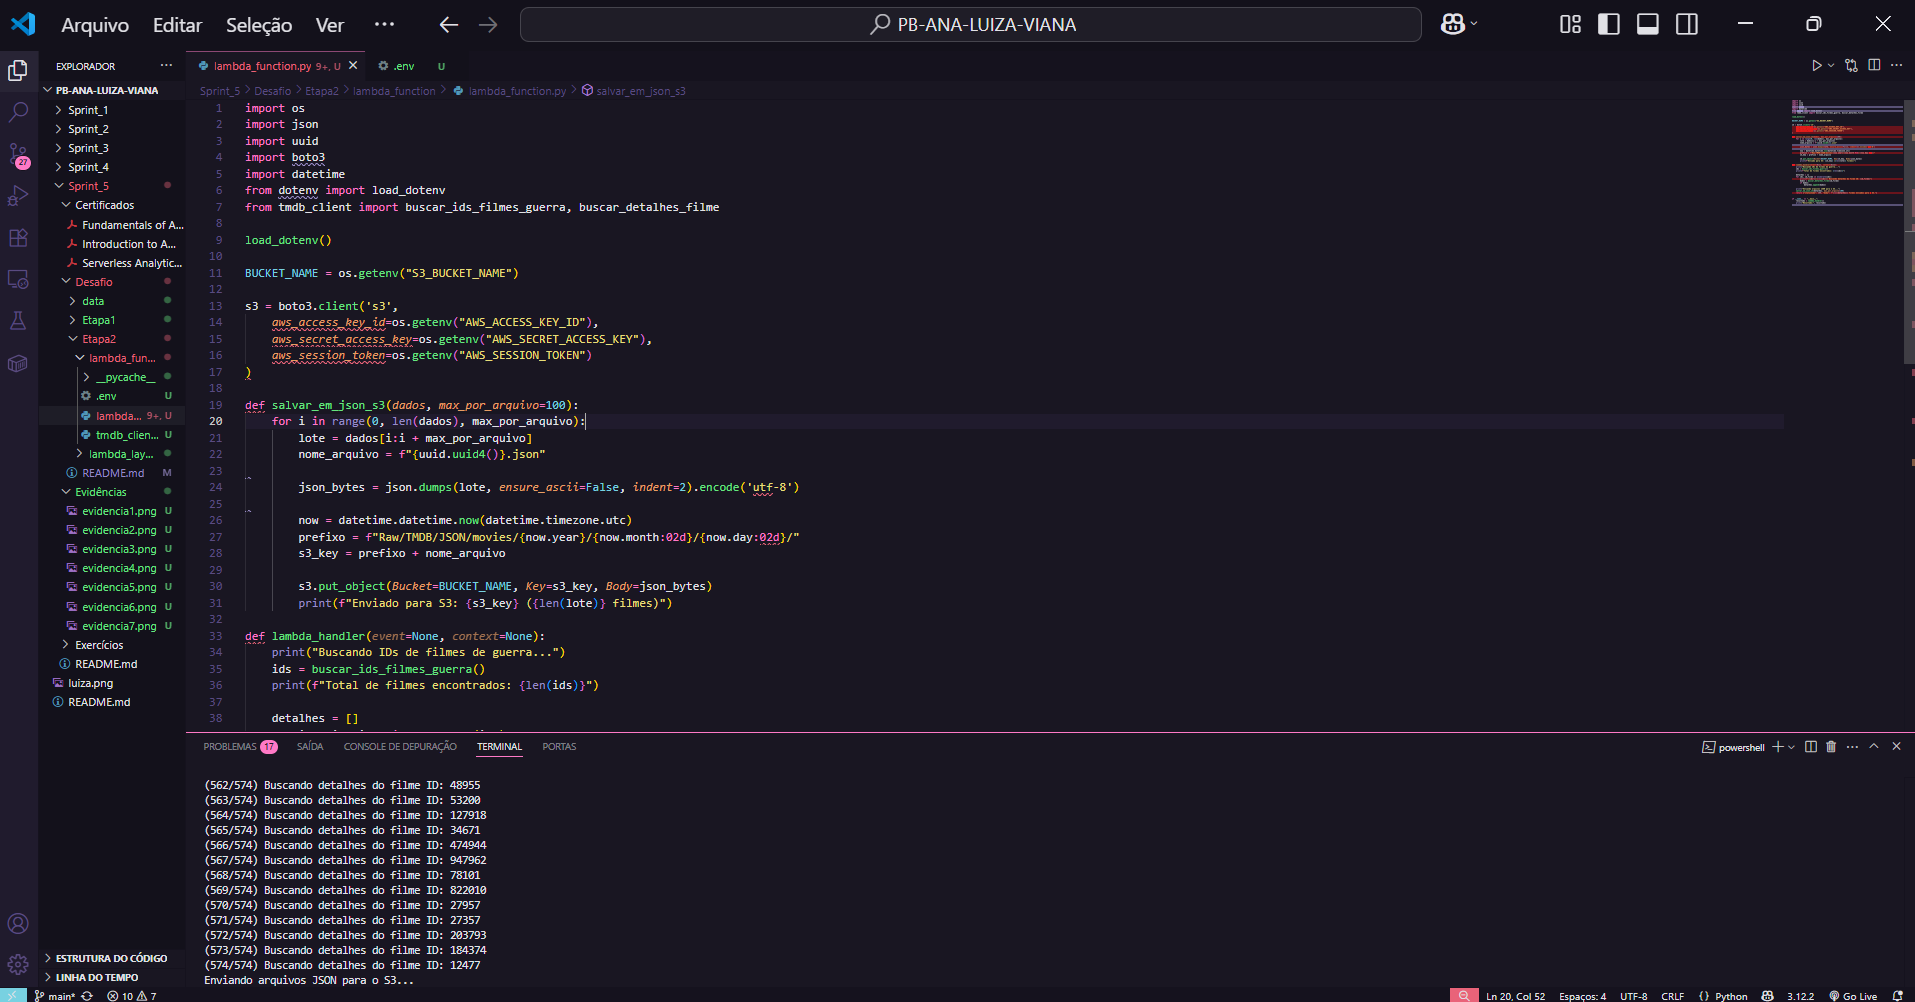 Arquivo Editar Seleção Ver ··· PB-ANA-LUIZA-VIANA
EXPLORADOR ···
PB-ANA-LUIZA-VIANA
Sprint_1
Sprint_2
Sprint_3
Sprint_4
Sprint_5
Certificados
Fundamentals of A...
Introduction to A...
Serverless Analytic...
Desafio
data
Etapa1
Etapa2
lambda_fun...
__pycache__
.env U
lambda... 9+, U
tmdb_clien... U
lambda_lay...
README.md M
Evidências
evidencia1.png U
evidencia2.png U
evidencia3.png U
evidencia4.png U
evidencia5.png U
evidencia6.png U
evidencia7.png U
Exercícios
README.md
luiza.png
README.md
ESTRUTURA DO CÓDIGO
LINHA DO TEMPO
27
lambda_function.py 9+, U .env U
Sprint_5 > Desafio > Etapa2 > lambda_function > lambda_function.py > salvar_em_json_s3
1 import os
2 import json
3 import uuid
4 import boto3
5 import datetime
6 from dotenv import load_dotenv
7 from tmdb_client import buscar_ids_filmes_guerra, buscar_detalhes_filme
8
9 load_dotenv()
10
11 BUCKET_NAME = os.getenv("S3_BUCKET_NAME")
12
13 s3 = boto3.client('s3',
14 aws_access_key_id=os.getenv("AWS_ACCESS_KEY_ID"),
15 aws_secret_access_key=os.getenv("AWS_SECRET_ACCESS_KEY"),
16 aws_session_token=os.getenv("AWS_SESSION_TOKEN")
17 )
18
19 def salvar_em_json_s3(dados, max_por_arquivo=100):
20 for i in range(0, len(dados), max_por_arquivo):
21 lote = dados[i:i + max_por_arquivo]
22 nome_arquivo = f"{uuid.uuid4()}.json"
23
24 json_bytes = json.dumps(lote, ensure_ascii=False, indent=2).encode('utf-8')
25
26 now = datetime.datetime.now(datetime.timezone.utc)
27 prefixo = f"Raw/TMDB/JSON/movies/{now.year}/{now.month:02d}/{now.day:02d}/"
28 s3_key = prefixo + nome_arquivo
29
30 s3.put_object(Bucket=BUCKET_NAME, Key=s3_key, Body=json_bytes)
31 print(f"Enviado para S3: {s3_key} ({len(lote)} filmes)")
32
33 def lambda_handler(event=None, context=None):
34 print("Buscando IDs de filmes de guerra...")
35 ids = buscar_ids_filmes_guerra()
36 print(f"Total de filmes encontrados: {len(ids)}")
37
38 detalhes = []
PROBLEMAS 17 SAÍDA CONSOLE DE DEPURAÇÃO TERMINAL PORTAS powershell
(562/574) Buscando detalhes do filme ID: 48955
(563/574) Buscando detalhes do filme ID: 53200
(564/574) Buscando detalhes do filme ID: 127918
(565/574) Buscando detalhes do filme ID: 34671
(566/574) Buscando detalhes do filme ID: 474944
(567/574) Buscando detalhes do filme ID: 947962
(568/574) Buscando detalhes do filme ID: 78101
(569/574) Buscando detalhes do filme ID: 822010
(570/574) Buscando detalhes do filme ID: 27957
(571/574) Buscando detalhes do filme ID: 27357
(572/574) Buscando detalhes do filme ID: 203793
(573/574) Buscando detalhes do filme ID: 184374
(574/574) Buscando detalhes do filme ID: 12477
Enviando arquivos JSON para o S3...
main* 10 7 Ln 20, Col 52 Espaços: 4 UTF-8 CRLF {} Python 3.12.2 Go Live